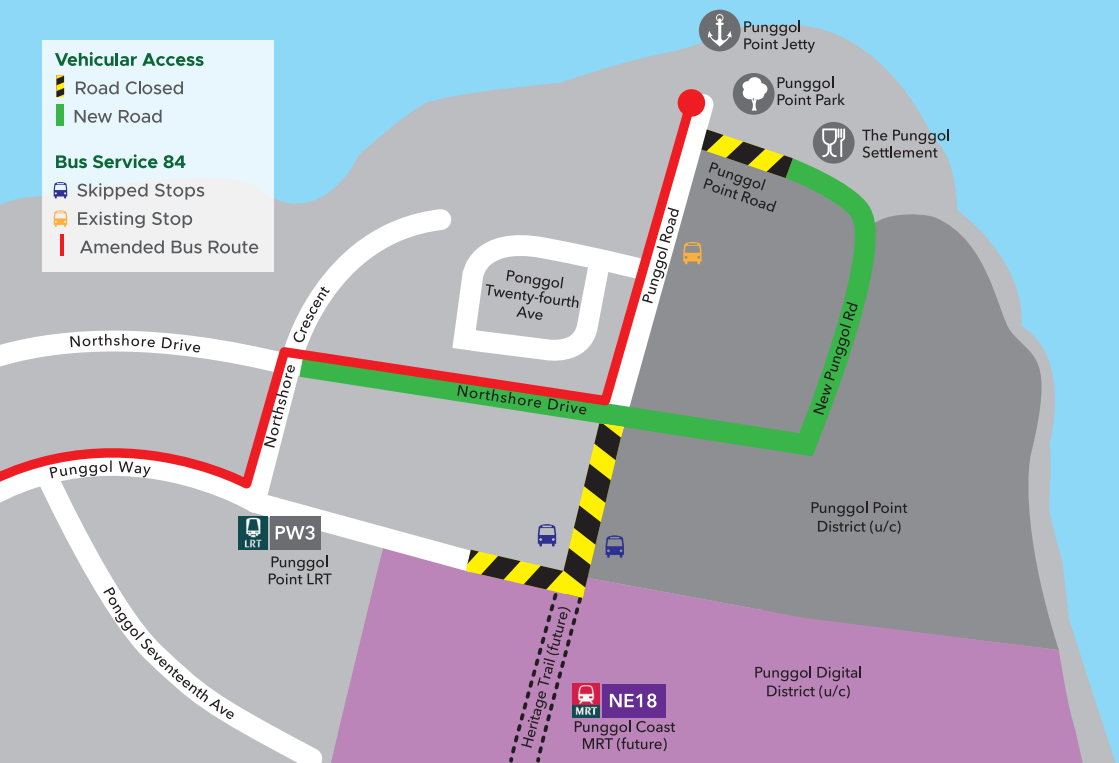 Vehicular Access
Road Closed
New Road
Bus Service 84
Skipped Stops
Existing Stop
Amended Bus Route
Punggol
Point Jetty
Punggol
Point Park
The Punggol
Settlement
Punggol
Point Road
Punggol Road
Ponggol
Twenty-fourth
Ave
Crescent
Northshore Drive
Northshore
Northshore Drive
New Punggol Rd
Punggol Way
LRT
PW3
Punggol
Point LRT
Punggol Point
District (u/c)
Ponggol Seventeenth Ave
Heritage Trail (future)
MRT
NE18
Punggol Coast
MRT (future)
Punggol Digital
District (u/c)